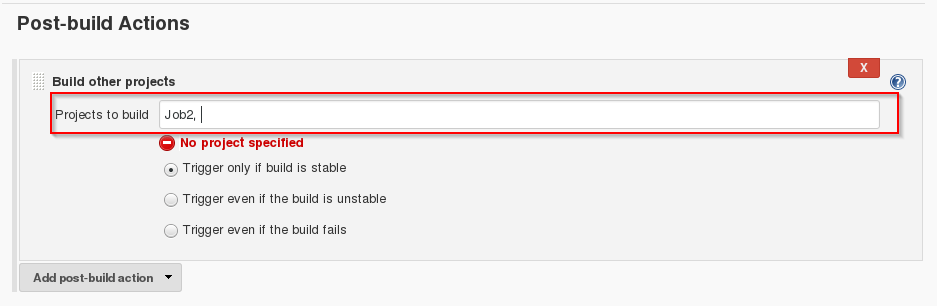 Post-build Actions
X
Build other projects
?
Projects to build Job2,
No project specified
Trigger only if build is stable
Trigger even if the build is unstable
Trigger even if the build fails
Add post-build action